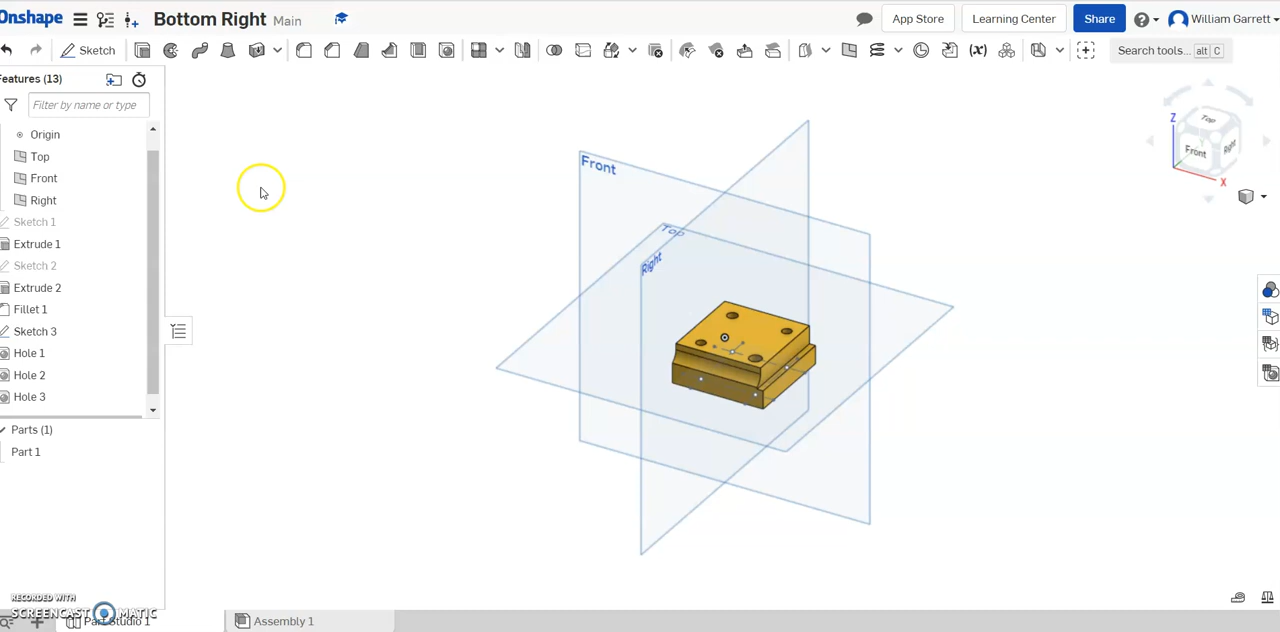 Onshape Bottom Right Main App Store Learning Center Share William Garrett
Sketch Search tools... alt C
Features (13)
Filter by name or type
Origin
Top
Front
Right
Sketch 1
Extrude 1
Sketch 2
Extrude 2
Fillet 1
Sketch 3
Hole 1
Hole 2
Hole 3
Parts (1)
Part 1
Front
Top
Right
Z
Top
Front
Right
X
RECORDED WITH
SCREENCAST MATIC
Part Studio 1 Assembly 1